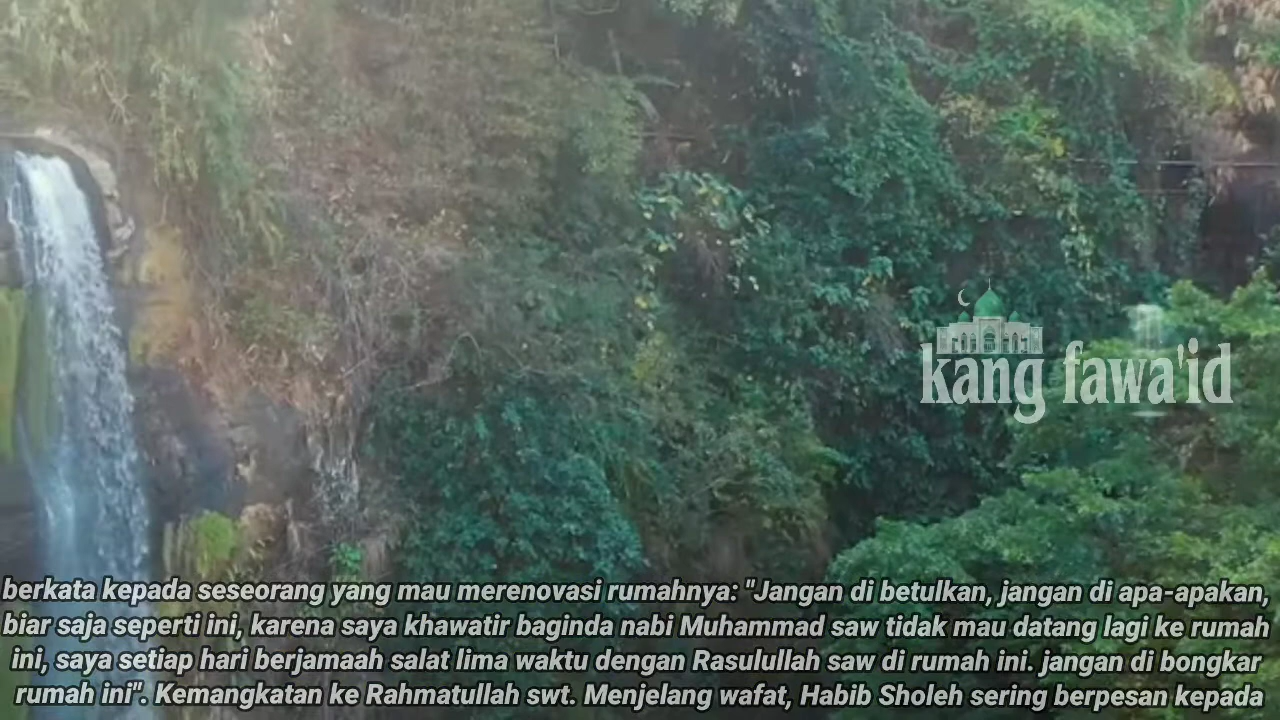 kang fawa'id
berkata kepada seseorang yang mau merenovasi rumahnya: "Jangan di betulkan, jangan di apa-apakan,
biar saja seperti ini, karena saya khawatir baginda nabi Muhammad saw tidak mau datang lagi ke rumah
ini, saya setiap hari berjamaah salat lima waktu dengan Rasulullah saw di rumah ini. jangan di bongkar
rumah ini". Kemangkatan ke Rahmatullah swt. Menjelang wafat, Habib Sholeh sering berpesan kepada